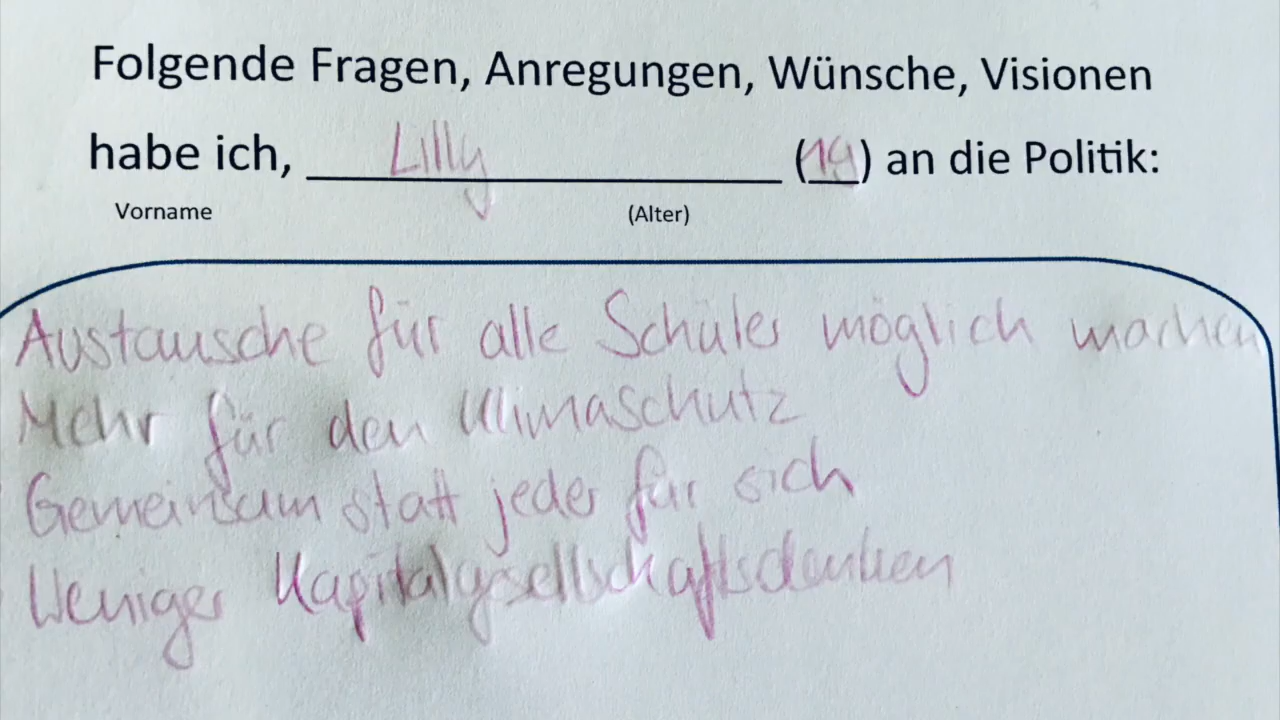 Folgende Fragen, Anregungen, Wünsche, Visionen
habe ich, Lilly (19) an die Politik:
Vorname (Alter)
Austausche für alle Schüler möglich machen
Mehr für den Klimaschutz
Gemeinsam statt jeder für sich
Weniger Kapitalgesellschaftsdenken